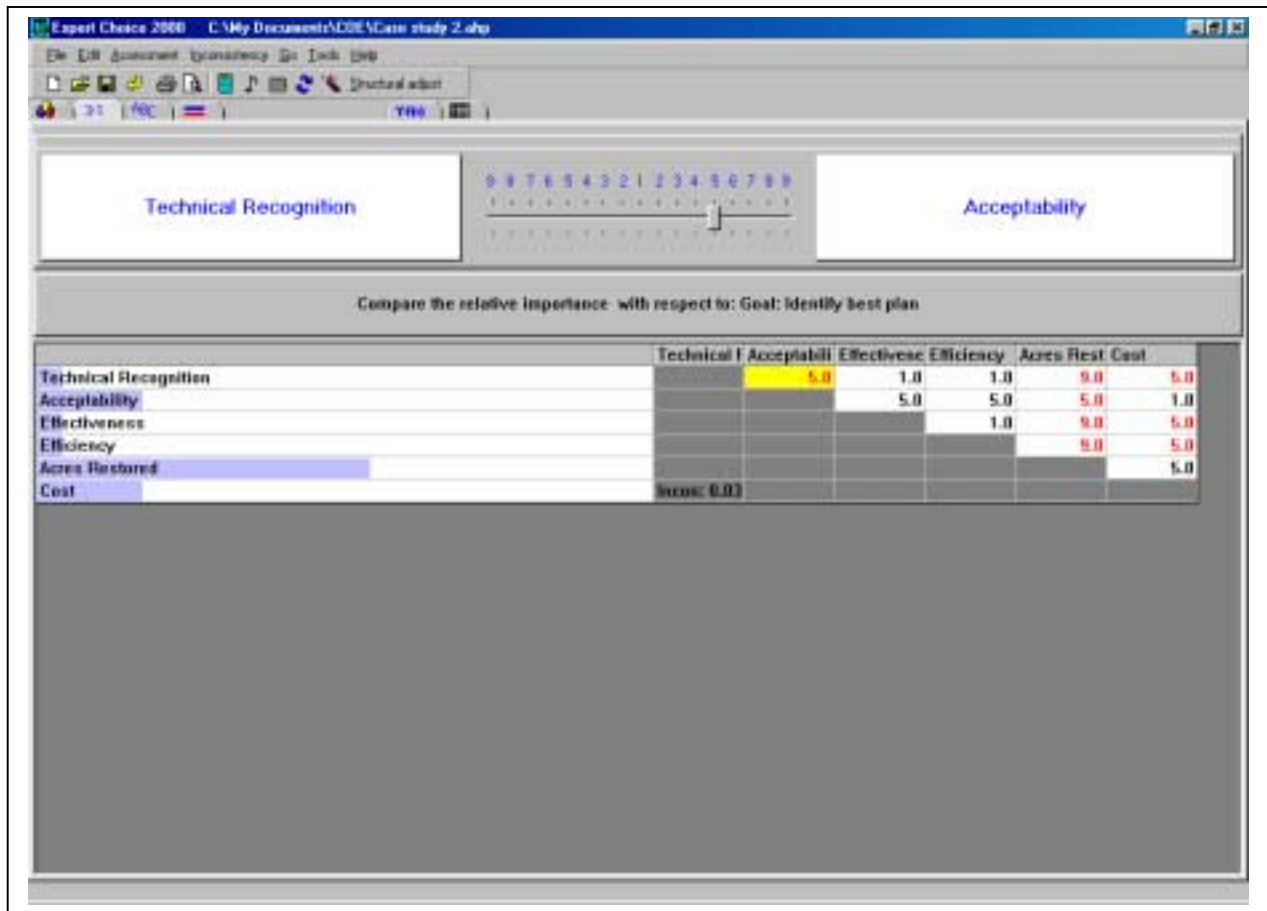 Expert Choice 2000 C:\My Documents\COE\Case study 2.ahp
File Edit Assessment Inconsistency Go Tools Help
Structural adjust
3:1 ABC
Technical Recognition
9 8 7 6 5 4 3 2 1 2 3 4 5 6 7 8 9
Acceptability
Compare the relative importance with respect to: Goal: Identify best plan
Technical Acceptabili Effectivene Efficiency Acres Rest Cost
Technical Recognition 5.0 1.0 1.0 9.0 5.0
Acceptability 5.0 5.0 5.0 1.0
Effectiveness 1.0 9.0 5.0
Efficiency 9.0 5.0
Acres Restored 5.0
Cost Incon: 0.03